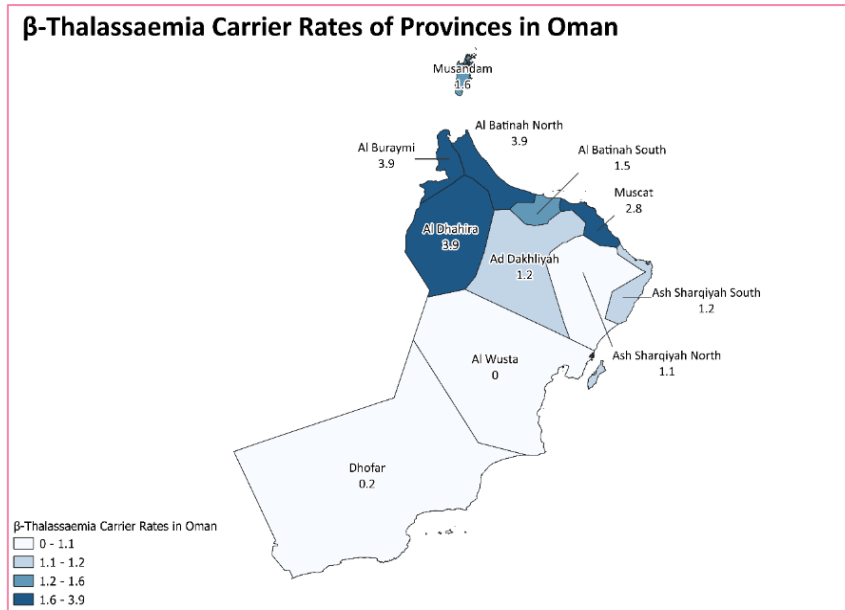 β-Thalassaemia Carrier Rates of Provinces in Oman
Musandam
1.6
Al Batinah North
3.9
Al Buraymi
3.9
Al Batinah South
1.5
Muscat
2.8
Al Dhahira
3.9
Ad Dakhliyah
1.2
Ash Sharqiyah South
1.2
Ash Sharqiyah North
1.1
Al Wusta
0
Dhofar
0.2
β-Thalassaemia Carrier Rates in Oman
0 - 1.1
1.1 - 1.2
1.2 - 1.6
1.6 - 3.9